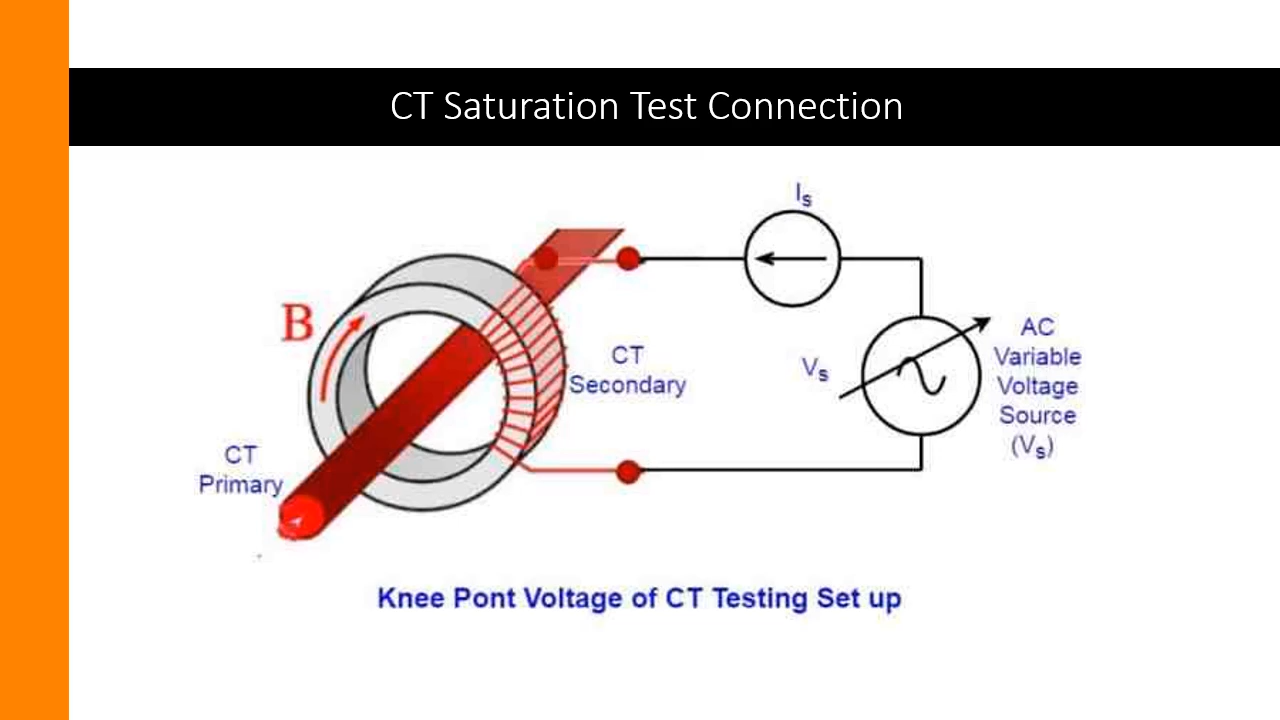 CT Saturation Test Connection
Is
B
CT
Secondary
Vs
AC
Variable
Voltage
Source
(Vs)
CT
Primary
Knee Pont Voltage of CT Testing Set up